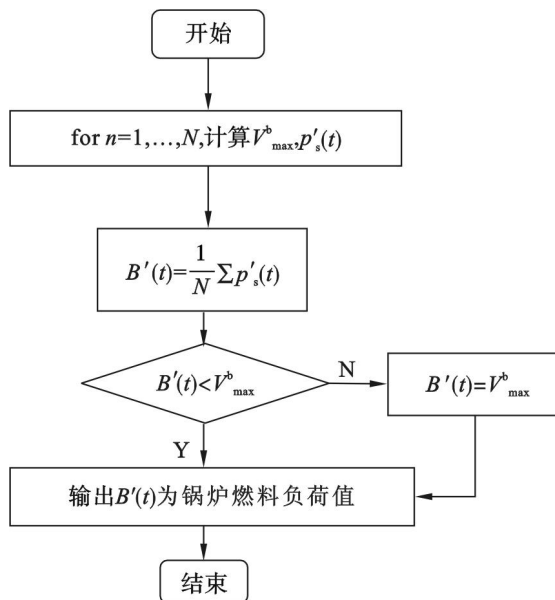 开始
for n=1,…,N,计算V^b_max,p′_s(t)
B′(t)=1/N Σp′_s(t)
B′(t)<V^b_max
N
B′(t)=V^b_max
Y
输出B′(t)为锅炉燃料负荷值
结束